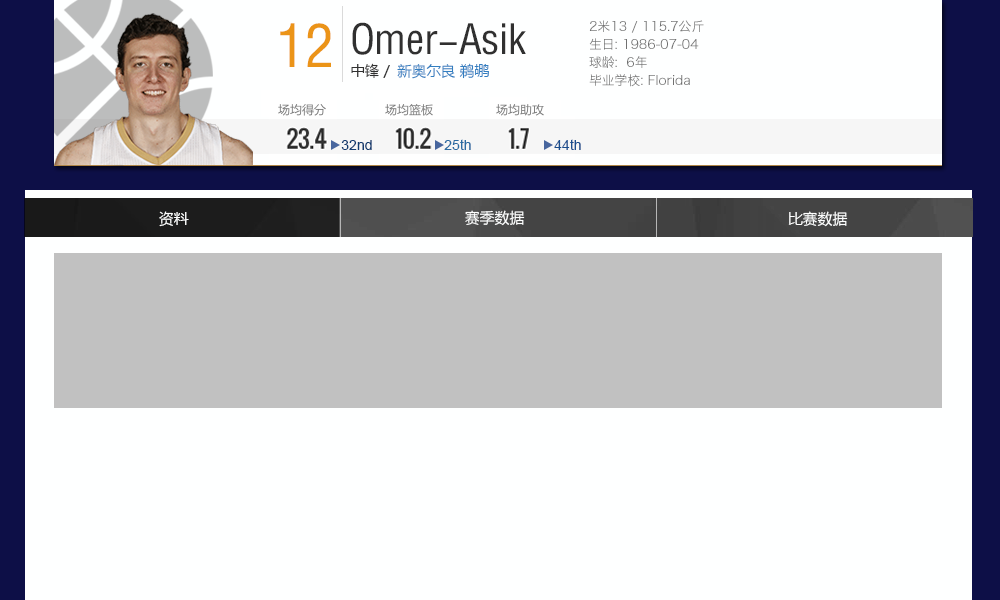 12
Omer-Asik
中锋 / 新奥尔良 鹈鹕
2米13 / 115.7公斤
生日: 1986-07-04
球龄: 6年
毕业学校: Florida
场均得分 场均篮板 场均助攻
23.4 ▶32nd 10.2 ▶25th 1.7 ▶44th
资料 赛季数据 比赛数据